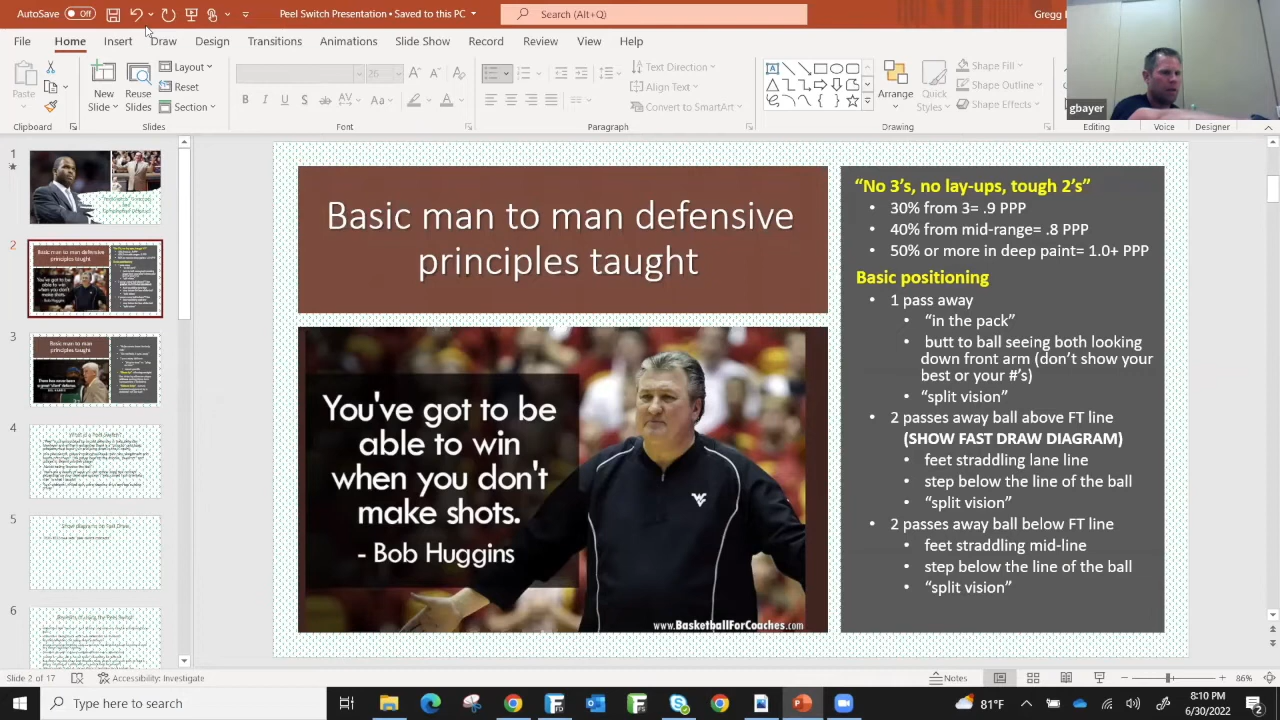 AutoSave Off
Peel Switch Presentation.pptx - PowerPoint
Search (Alt+Q)
Gregg
File Home Insert Draw Design Transitions Animations Slide Show Record Review View Help
Paste
New
Slide
Reuse
Slides
Layout
Reset
Section
26
Text Direction
Align Text
Convert to SmartArt
Arrange
Quick
Styles
Shape Fill
Shape Outline
Shape Effects
gbayer
Clipboard Slides Font Paragraph Drawing Editing Voice Designer
2
3
4
5
6
Basic man to man defensive
principles taught
You've got to be
able to win
when you don't
make shots.
- Bob Huggins
www.BasketballForCoaches.com
“No 3’s, no lay-ups, tough 2’s”
• 30% from 3= .9 PPP
• 40% from mid-range= .8 PPP
• 50% or more in deep paint= 1.0+ PPP
Basic positioning
• 1 pass away
• “in the pack”
• butt to ball seeing both looking
down front arm (don’t show your
best or your #’s)
• “split vision”
• 2 passes away ball above FT line
(SHOW FAST DRAW DIAGRAM)
• feet straddling lane line
• step below the line of the ball
• “split vision”
• 2 passes away ball below FT line
• feet straddling mid-line
• step below the line of the ball
• “split vision”
Slide 2 of 17
Accessibility: Investigate
Notes
86%
Type here to search
81°F
8:10 PM
6/30/2022
2